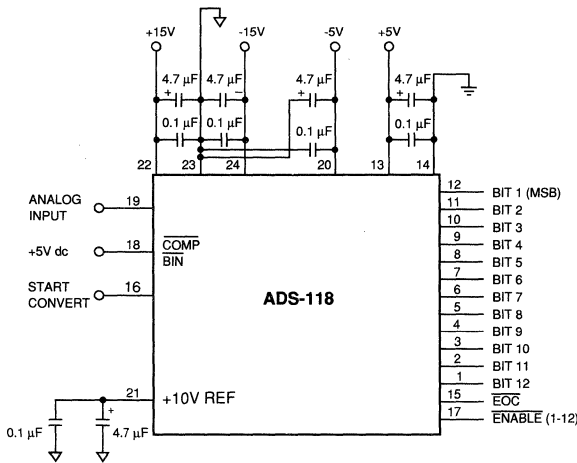 +15V -15V -5V +5V
4.7 µF 4.7 µF 4.7 µF 4.7 µF
+ − + +
0.1 µF 0.1 µF 0.1 µF 0.1 µF
22 23 24 20 13 14
ANALOG INPUT 19
+5V dc 18 COMP BIN
START CONVERT 16
ADS-118
21 +10V REF
+
0.1 µF 4.7 µF
12 BIT 1 (MSB)
11 BIT 2
10 BIT 3
9 BIT 4
8 BIT 5
7 BIT 6
6 BIT 7
5 BIT 8
4 BIT 9
3 BIT 10
2 BIT 11
1 BIT 12
15 EOC
17 ENABLE (1-12)